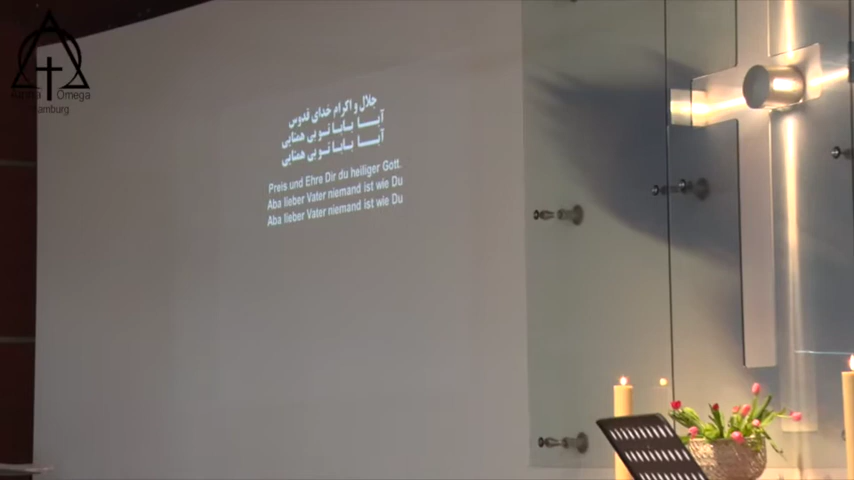 Omega
Hamburg
جلال و اکرام خدای قدوس
آبا بابا تو بی همتایی
آبا بابا تو بی همتایی
Preis und Ehre Dir du heiliger Gott.
Aba lieber Vater niemand ist wie Du
Aba lieber Vater niemand ist wie Du